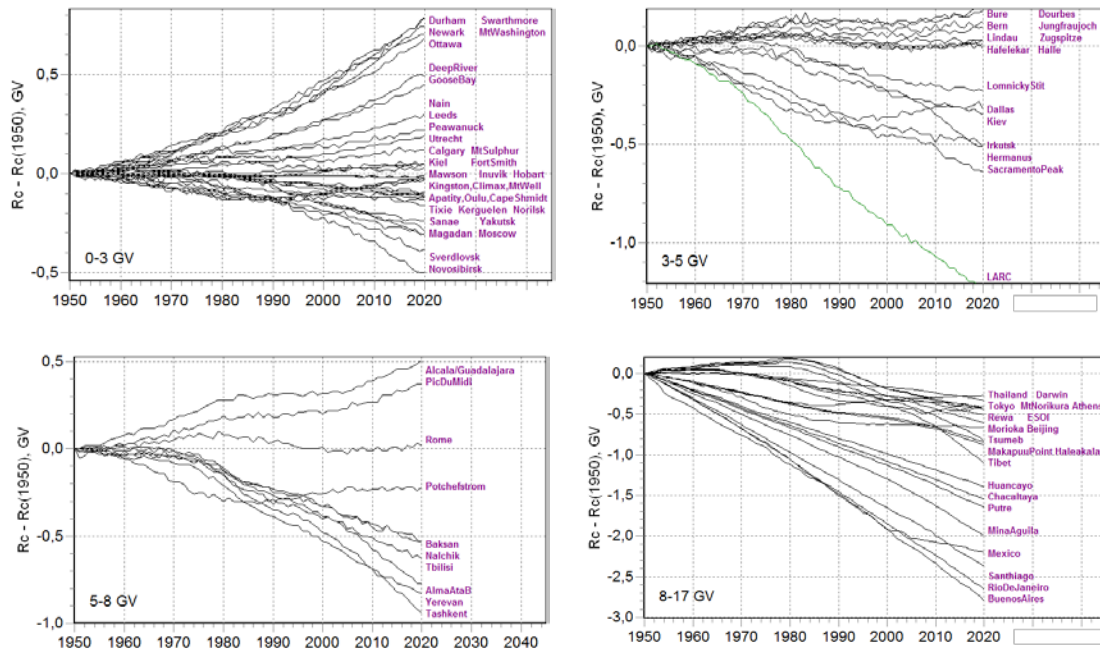 Rc - Rc(1950), GV
0,5
0,0
-0,5
Durham Swarthmore
Newark MtWashington
Ottawa
DeepRiver
GooseBay
Nain
Leeds
Peawanuck
Utrecht
Calgary MtSulphur
Kiel FortSmith
Mawson Inuvik Hobart
Kingston,Climax,MtWell
Apatity,Oulu,CapeShmidt
Tixie Kerguelen Norilsk
Sanae Yakutsk
Magadan Moscow
Sverdlovsk
Novosibirsk
0-3 GV
1950 1960 1970 1980 1990 2000 2010 2020
Rc - Rc(1950), GV
0,0
-0,5
-1,0
Bure Dourbes
Bern Jungfraujoch
Lindau Zugspitze
Hafelekar Halle
LomnickyStit
Dallas
Kiev
Irkutsk
Hermanus
SacramentoPeak
LARC
3-5 GV
1950 1960 1970 1980 1990 2000 2010 2020
Rc - Rc(1950), GV
0,5
0,0
-0,5
-1,0
Alcala/Guadalajara
PicDuMidi
Rome
Potchefstrom
Baksan
Nalchik
Tbilisi
AlmaAtaB
Yerevan
Tashkent
5-8 GV
1950 1960 1970 1980 1990 2000 2010 2020 2030 2040
Rc - Rc(1950), GV
0,0
-0,5
-1,0
-1,5
-2,0
-2,5
-3,0
Thailand Darwin
Tokyo MtNorikura Athens
Rewa ESOI
Morioka Beijing
Tsumeb
MakapuuPoint Haleakala
Tibet
Huancayo
Chacaltaya
Putre
MinaAguila
Mexico
Santhiago
RioDeJaneiro
BuenosAires
8-17 GV
1950 1960 1970 1980 1990 2000 2010 2020